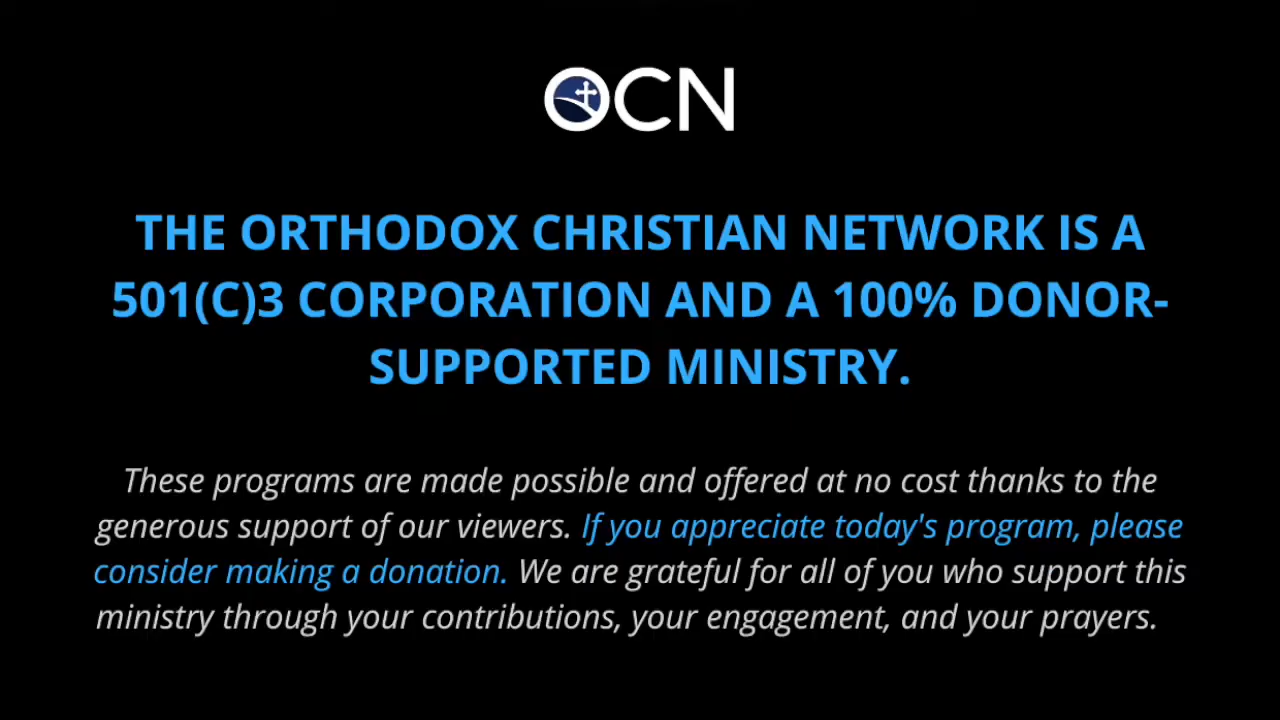 OCN
THE ORTHODOX CHRISTIAN NETWORK IS A
501(C)3 CORPORATION AND A 100% DONOR-
SUPPORTED MINISTRY.
These programs are made possible and offered at no cost thanks to the
generous support of our viewers. If you appreciate today's program, please
consider making a donation. We are grateful for all of you who support this
ministry through your contributions, your engagement, and your prayers.